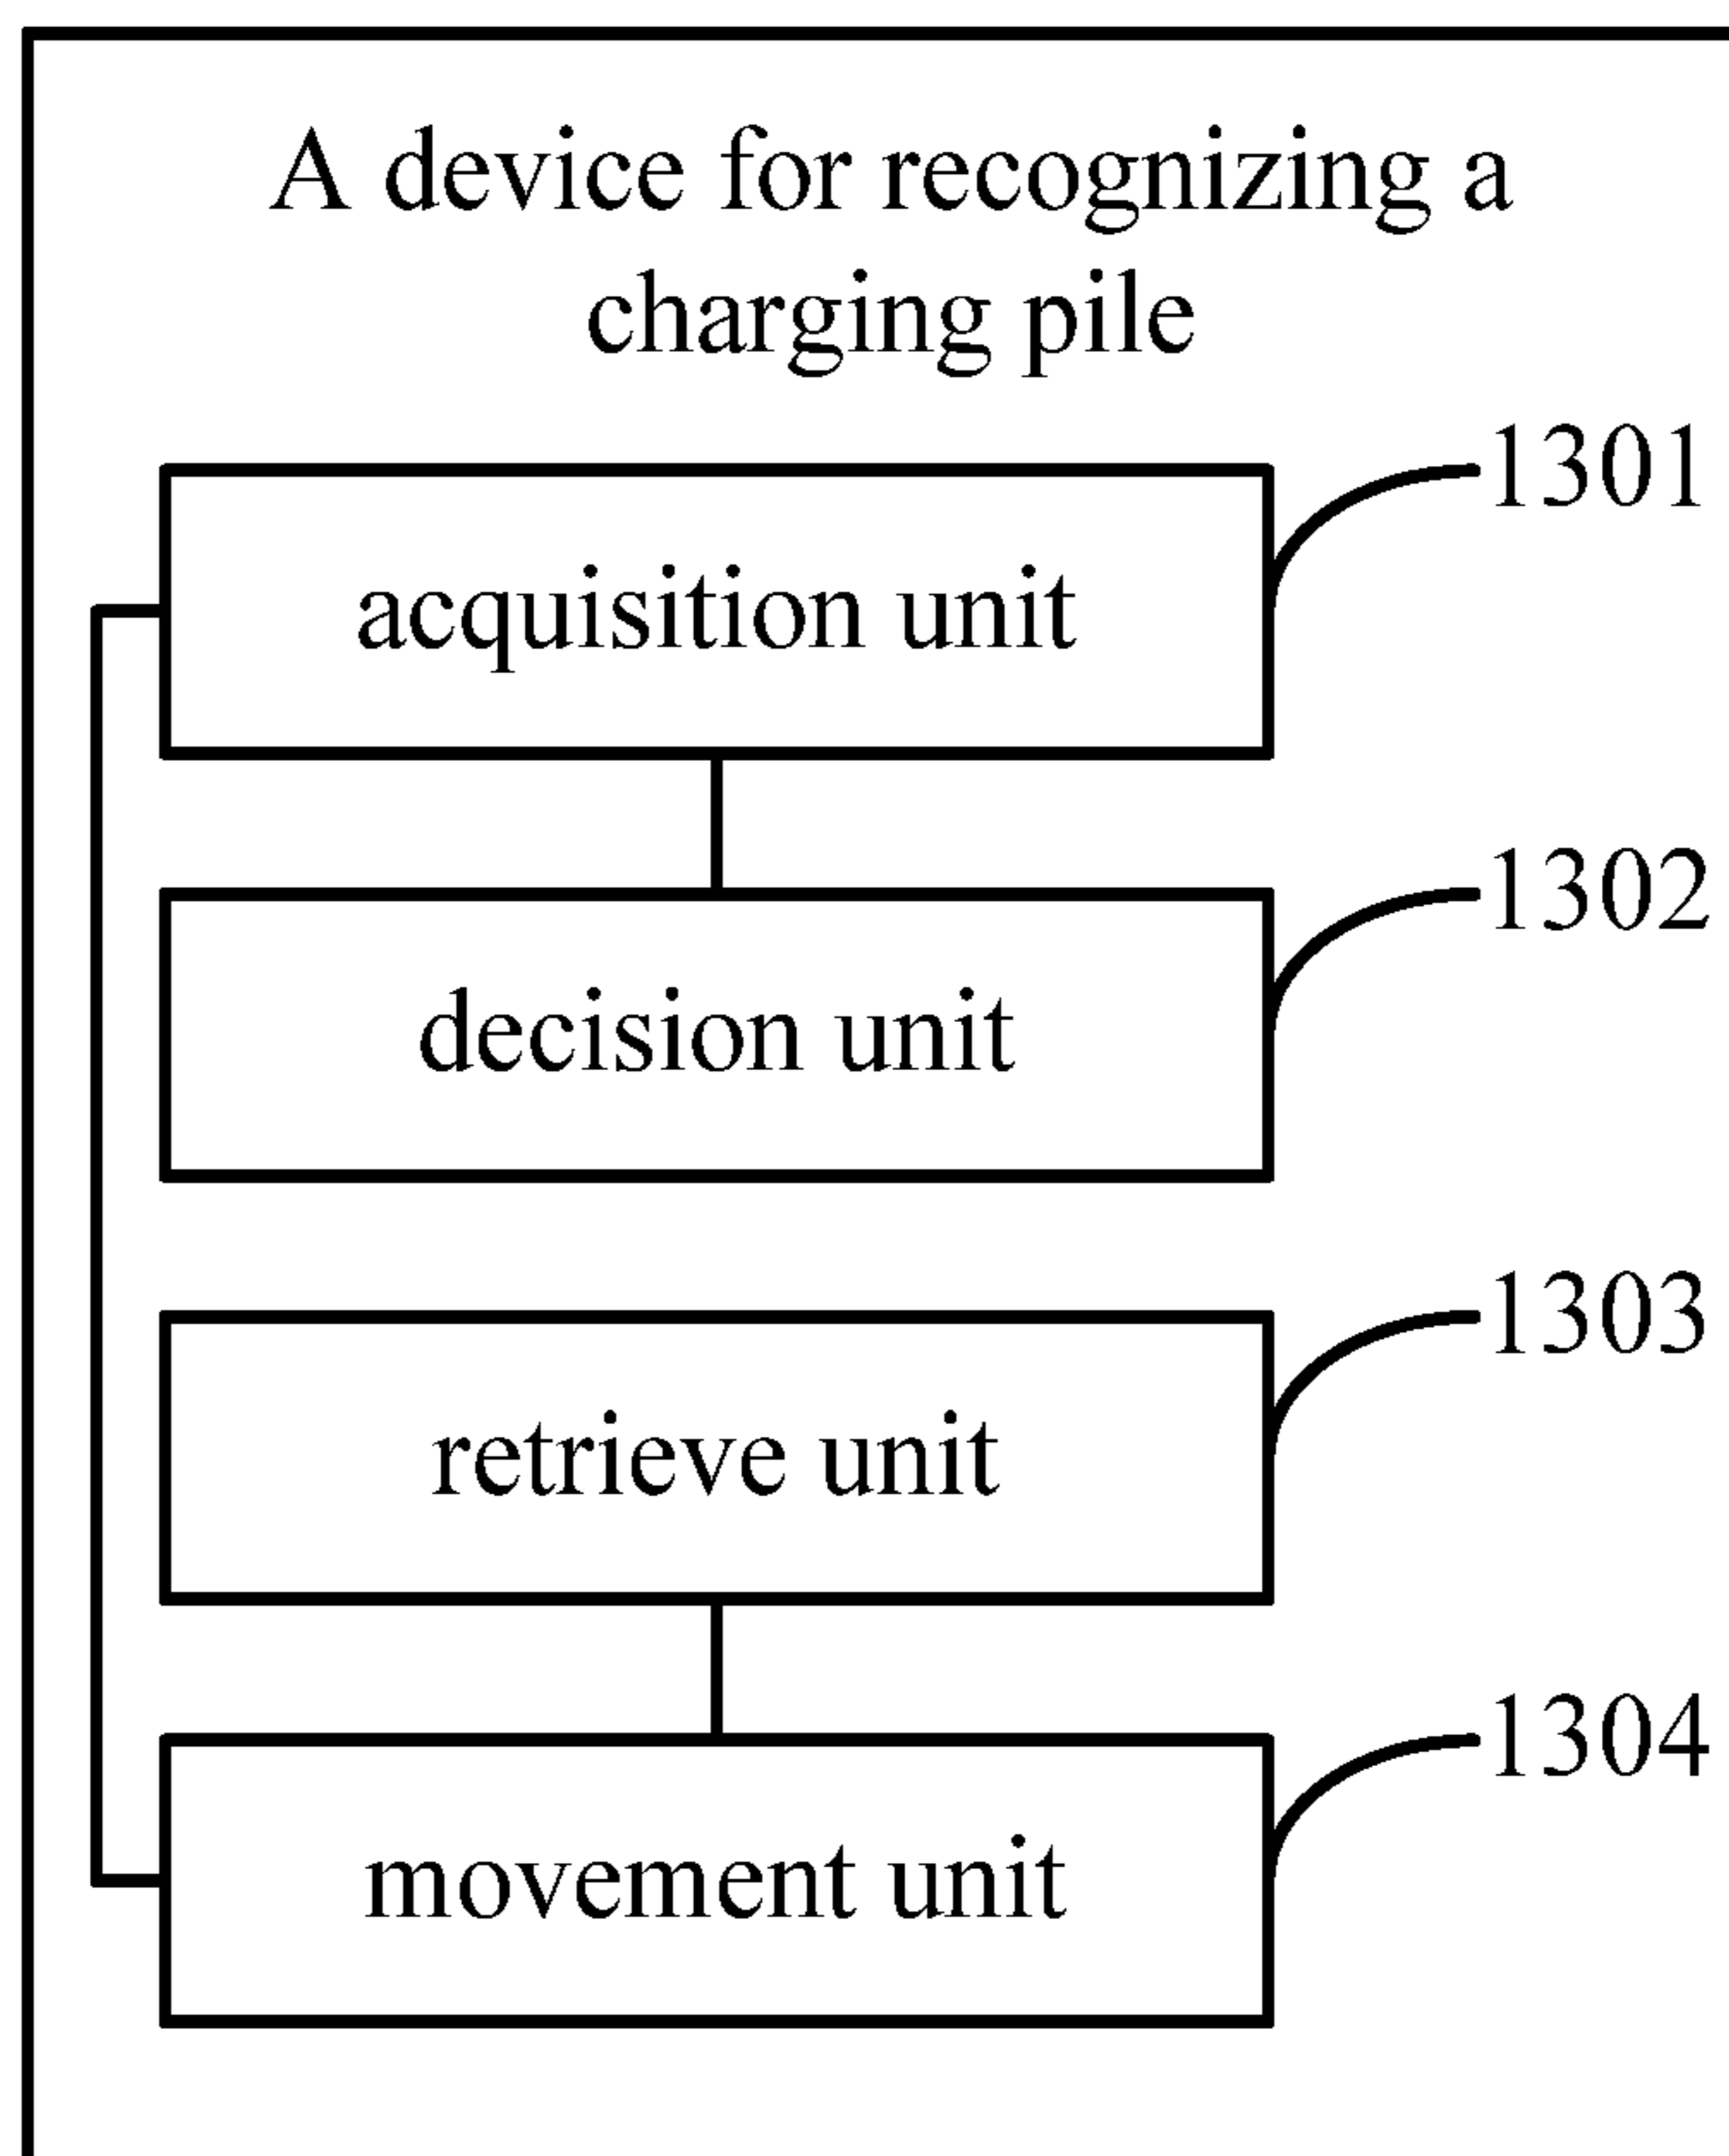 A device for recognizing a
charging pile
1301
acquisition unit
1302
decision unit
1303
retrieve unit
1304
movement unit